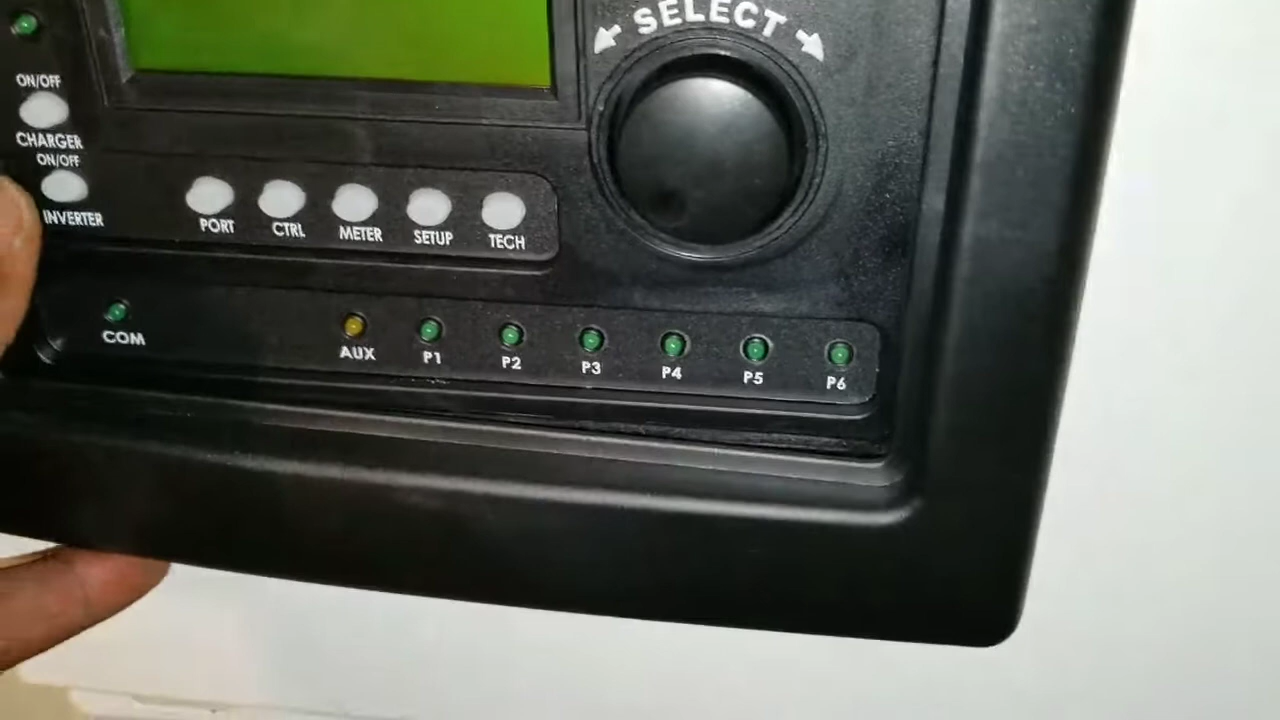 SELECT
ON/OFF
CHARGER
ON/OFF
INVERTER
PORT CTRL METER SETUP TECH
COM AUX P1 P2 P3 P4 P5 P6